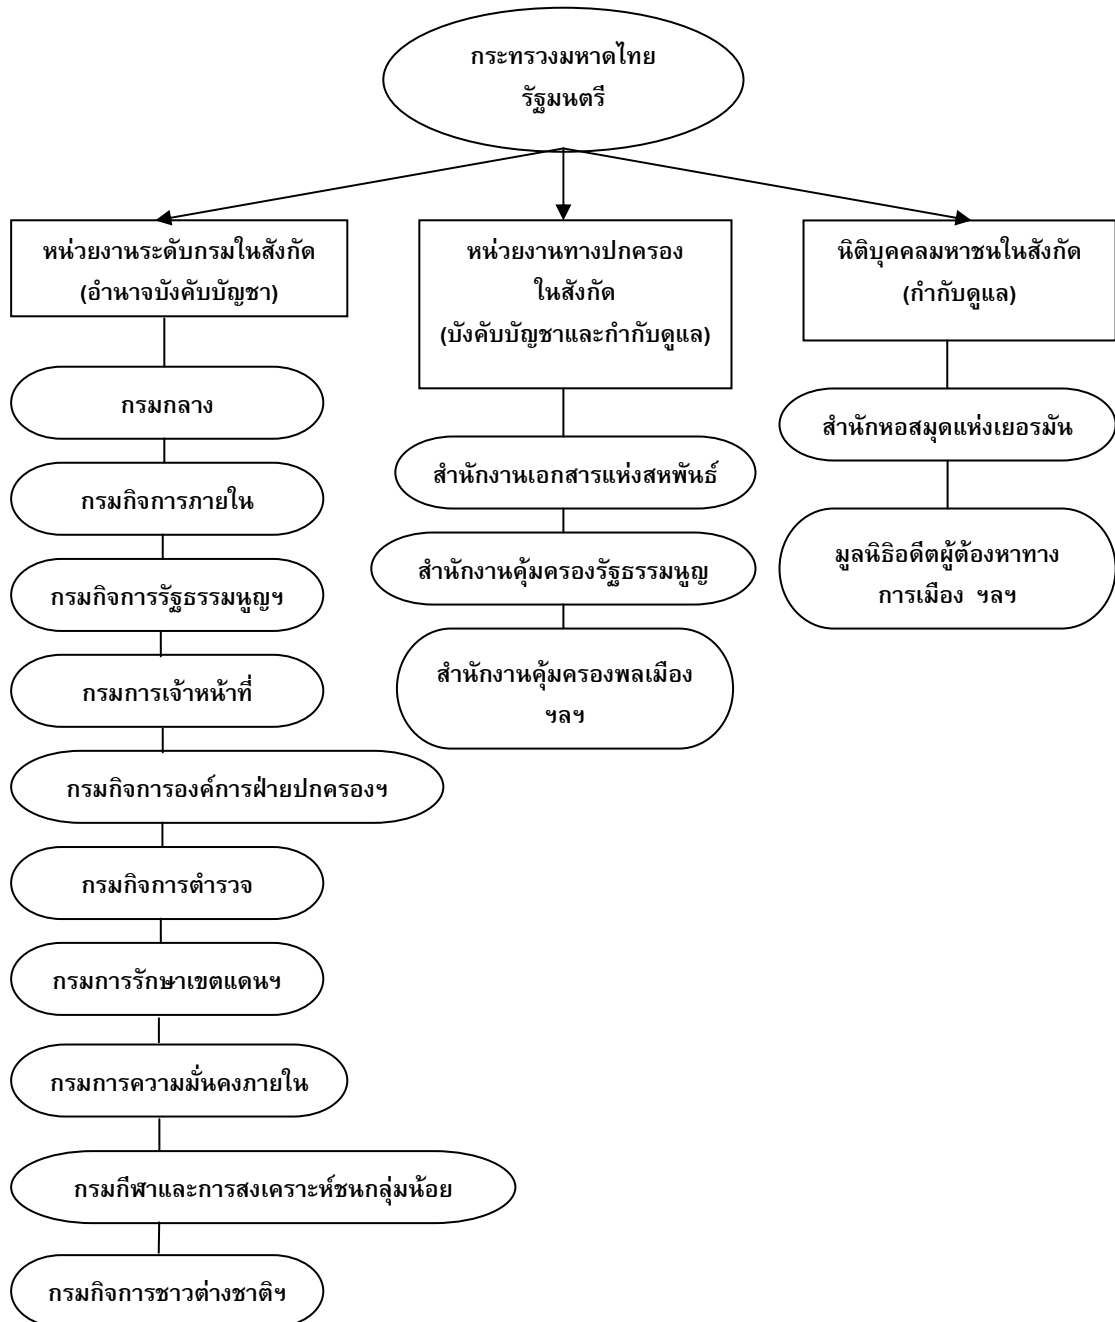 กระทรวงมหาดไทย
รัฐมนตรี
หน่วยงานระดับกรมในสังกัด
(อำนาจบังคับบัญชา)
กรมกลาง
กรมกิจการภายใน
กรมกิจการรัฐธรรมนูญฯ
กรมการเจ้าหน้าที่
กรมกิจการองค์การฝ่ายปกครองฯ
กรมกิจการตำรวจ
กรมการรักษาเขตแดนฯ
กรมการความมั่นคงภายใน
กรมกีฬาและการสงเคราะห์ชนกลุ่มน้อย
กรมกิจการชาวต่างชาติฯ
หน่วยงานทางปกครอง
ในสังกัด
(บังคับบัญชาและกำกับดูแล)
สำนักงานเอกสารแห่งสหพันธ์
สำนักงานคุ้มครองรัฐธรรมนูญ
สำนักงานคุ้มครองพลเมือง
ฯลฯ
นิติบุคคลมหาชนในสังกัด
(กำกับดูแล)
สำนักหอสมุดแห่งเยอรมัน
มูลนิธิอดีตผู้ต้องหาทาง
การเมือง ฯลฯ